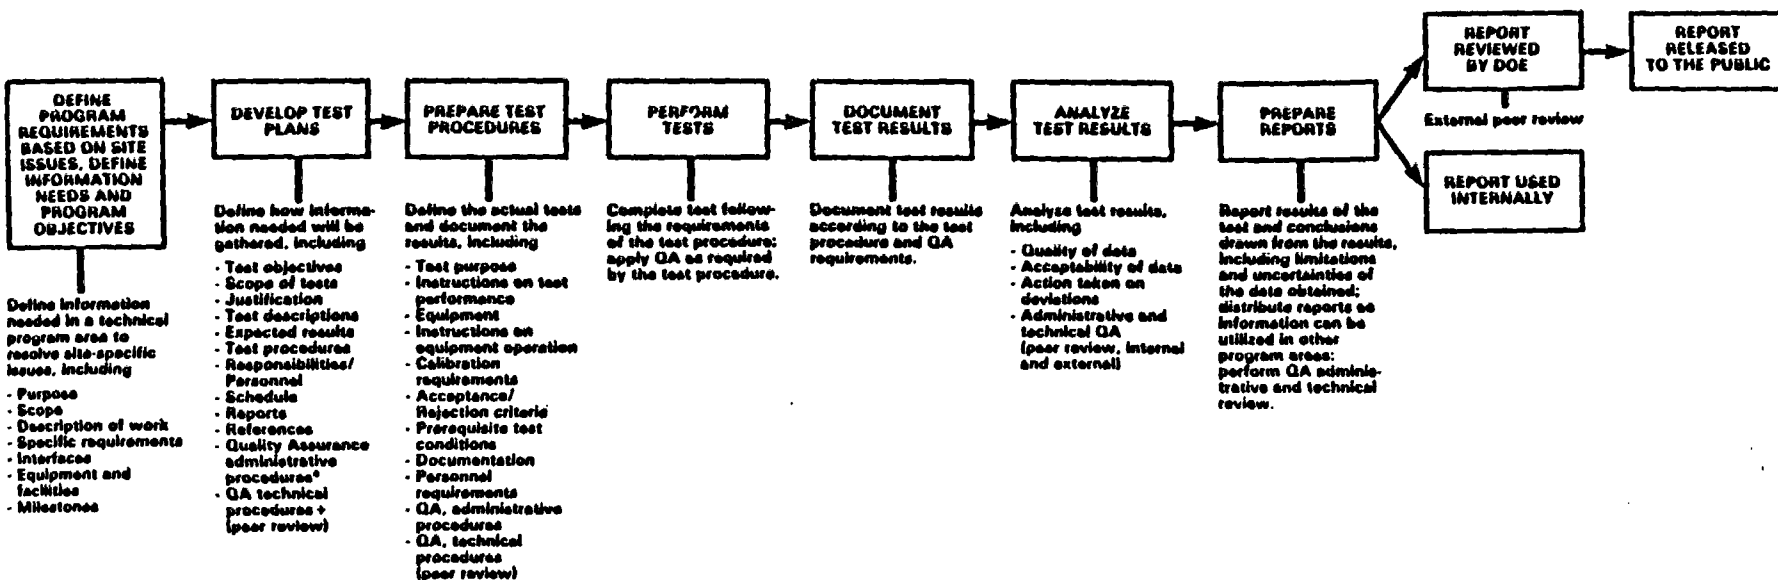 DEFINE
PROGRAM
REQUIREMENTS
BASED ON SITE
ISSUES, DEFINE
INFORMATION
NEEDS AND
PROGRAM
OBJECTIVES
Define information
needed in a technical
program area to
resolve site-specific
issues, including
- Purpose
- Scope
- Description of work
- Specific requirements
- Interfaces
- Equipment and
facilities
- Milestones
DEVELOP TEST
PLANS
Define how informa-
tion needed will be
gathered, including
- Test objectives
- Scope of tests
- Justification
- Test descriptions
- Expected results
- Test procedures
- Responsibilities/
Personnel
- Schedule
- Reports
- References
- Quality Assurance
administrative
procedures*
- QA technical
procedures +
(peer review)
PREPARE TEST
PROCEDURES
Define the actual tests
and document the
results, including
- Test purpose
- Instructions on test
performance
- Equipment
- Instructions on
equipment operation
- Calibration
requirements
- Acceptance/
Rejection criteria
- Prerequisite test
conditions
- Documentation
- Personnel
requirements
- QA, administrative
procedures
- QA, technical
procedures
(peer review)
PERFORM
TESTS
Complete test follow-
ing the requirements
of the test procedure;
apply QA as required
by the test procedure.
DOCUMENT
TEST RESULTS
Document test results
according to the test
procedure and QA
requirements.
ANALYZE
TEST RESULTS
Analyze test results,
including
- Quality of data
- Acceptability of data
- Action taken on
deviations
- Administrative and
technical QA
(peer review, internal
and external)
PREPARE
REPORTS
Report results of the
test and conclusions
drawn from the results,
including limitations
and uncertainties of
the data obtained;
distribute reports as
information can be
utilized in other
program areas;
perform QA adminis-
trative and technical
review.
REPORT
REVIEWED
BY DOE
External peer review
REPORT
RELEASED
TO THE PUBLIC
REPORT USED
INTERNALLY